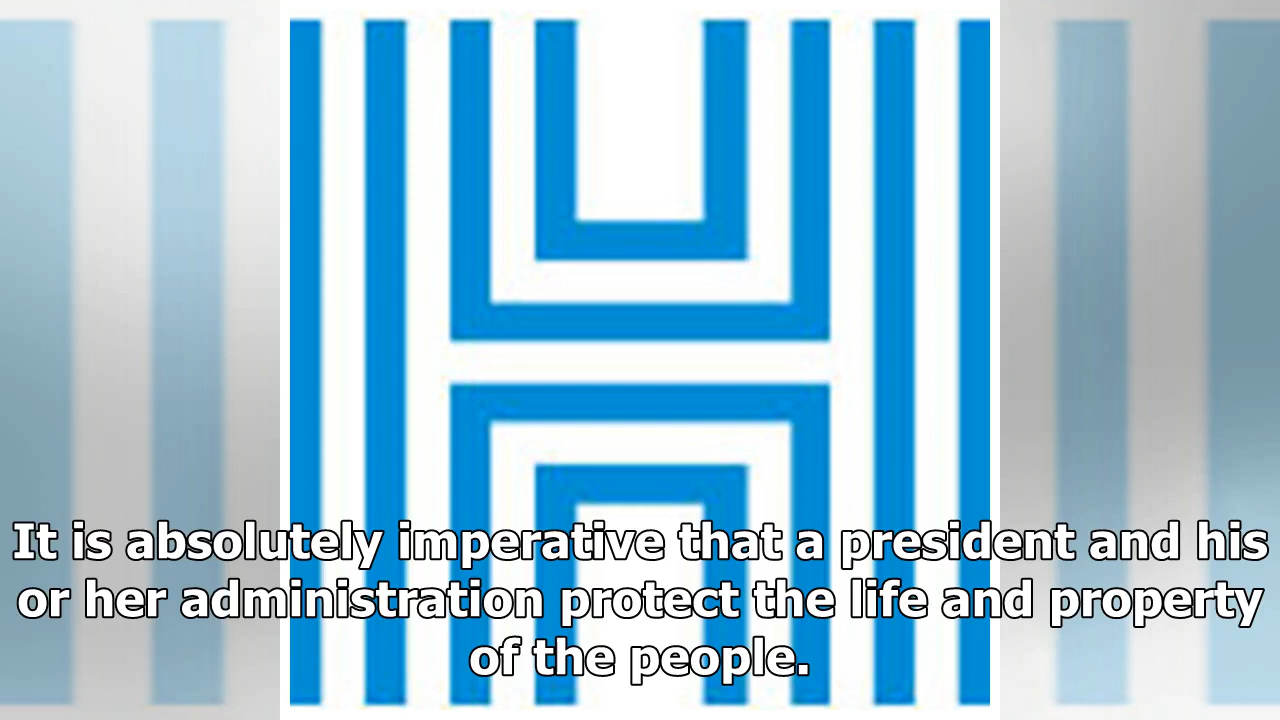 It is absolutely imperative that a president and his
or her administration protect the life and property
of the people.